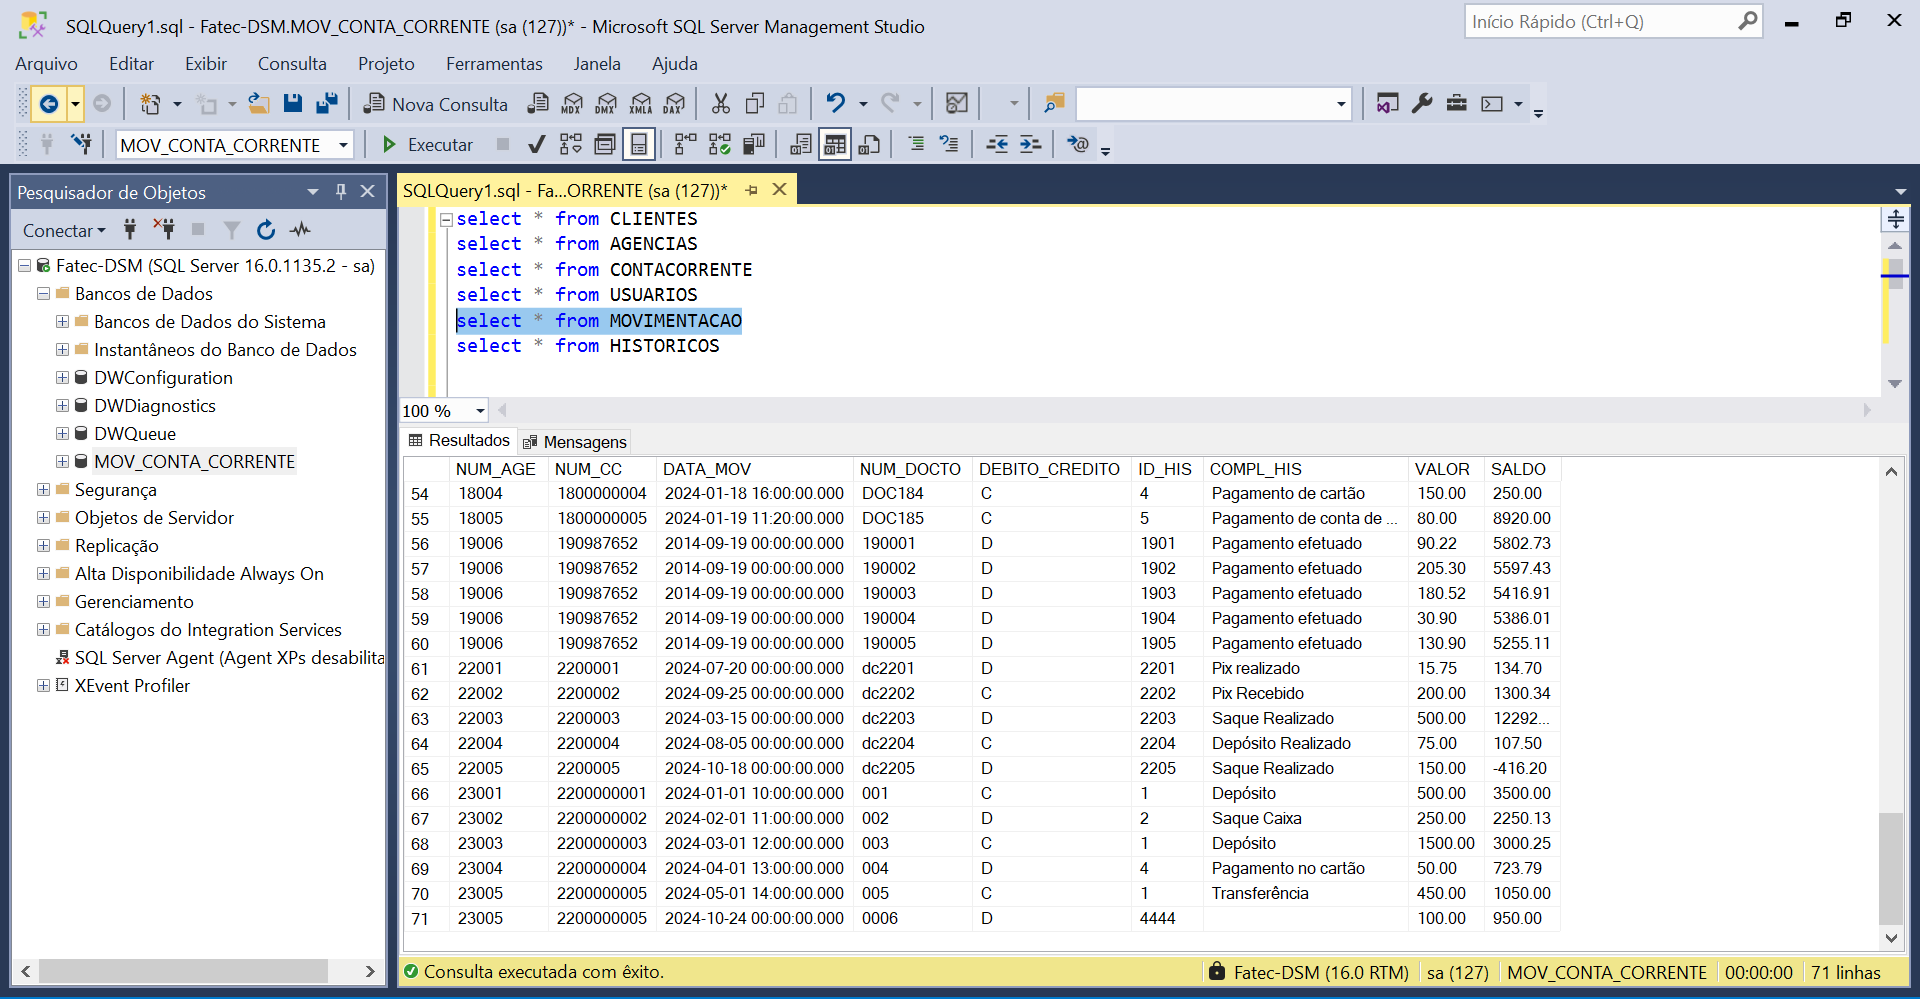 SQLQuery1.sql - Fatec-DSM.MOV_CONTA_CORRENTE (sa (127))* - Microsoft SQL Server Management Studio
Início Rápido (Ctrl+Q)
Arquivo Editar Exibir Consulta Projeto Ferramentas Janela Ajuda
Nova Consulta MDX DMX XMLA DAX
MOV_CONTA_CORRENTE Executar
Pesquisador de Objetos
Conectar
Fatec-DSM (SQL Server 16.0.1135.2 - sa)
Bancos de Dados
Bancos de Dados do Sistema
Instantâneos do Banco de Dados
DWConfiguration
DWDiagnostics
DWQueue
MOV_CONTA_CORRENTE
Segurança
Objetos de Servidor
Replicação
Alta Disponibilidade Always On
Gerenciamento
Catálogos do Integration Services
SQL Server Agent (Agent XPs desabilita
XEvent Profiler
SQLQuery1.sql - Fa...ORRENTE (sa (127))*
select * from CLIENTES
select * from AGENCIAS
select * from CONTACORRENTE
select * from USUARIOS
select * from MOVIMENTACAO
select * from HISTORICOS
100 %
Resultados Mensagens
NUM_AGE NUM_CC DATA_MOV NUM_DOCTO DEBITO_CREDITO ID_HIS COMPL_HIS VALOR SALDO
54 18004 1800000004 2024-01-18 16:00:00.000 DOC184 C 4 Pagamento de cartão 150.00 250.00
55 18005 1800000005 2024-01-19 11:20:00.000 DOC185 C 5 Pagamento de conta de ... 80.00 8920.00
56 19006 190987652 2014-09-19 00:00:00.000 190001 D 1901 Pagamento efetuado 90.22 5802.73
57 19006 190987652 2014-09-19 00:00:00.000 190002 D 1902 Pagamento efetuado 205.30 5597.43
58 19006 190987652 2014-09-19 00:00:00.000 190003 D 1903 Pagamento efetuado 180.52 5416.91
59 19006 190987652 2014-09-19 00:00:00.000 190004 D 1904 Pagamento efetuado 30.90 5386.01
60 19006 190987652 2014-09-19 00:00:00.000 190005 D 1905 Pagamento efetuado 130.90 5255.11
61 22001 2200001 2024-07-20 00:00:00.000 dc2201 D 2201 Pix realizado 15.75 134.70
62 22002 2200002 2024-09-25 00:00:00.000 dc2202 C 2202 Pix Recebido 200.00 1300.34
63 22003 2200003 2024-03-15 00:00:00.000 dc2203 D 2203 Saque Realizado 500.00 12292...
64 22004 2200004 2024-08-05 00:00:00.000 dc2204 C 2204 Depósito Realizado 75.00 107.50
65 22005 2200005 2024-10-18 00:00:00.000 dc2205 D 2205 Saque Realizado 150.00 -416.20
66 23001 2200000001 2024-01-01 10:00:00.000 001 C 1 Depósito 500.00 3500.00
67 23002 2200000002 2024-02-01 11:00:00.000 002 D 2 Saque Caixa 250.00 2250.13
68 23003 2200000003 2024-03-01 12:00:00.000 003 C 1 Depósito 1500.00 3000.25
69 23004 2200000004 2024-04-01 13:00:00.000 004 D 4 Pagamento no cartão 50.00 723.79
70 23005 2200000005 2024-05-01 14:00:00.000 005 C 1 Transferência 450.00 1050.00
71 23005 2200000005 2024-10-24 00:00:00.000 0006 D 4444 100.00 950.00
Consulta executada com êxito. Fatec-DSM (16.0 RTM) sa (127) MOV_CONTA_CORRENTE 00:00:00 71 linhas